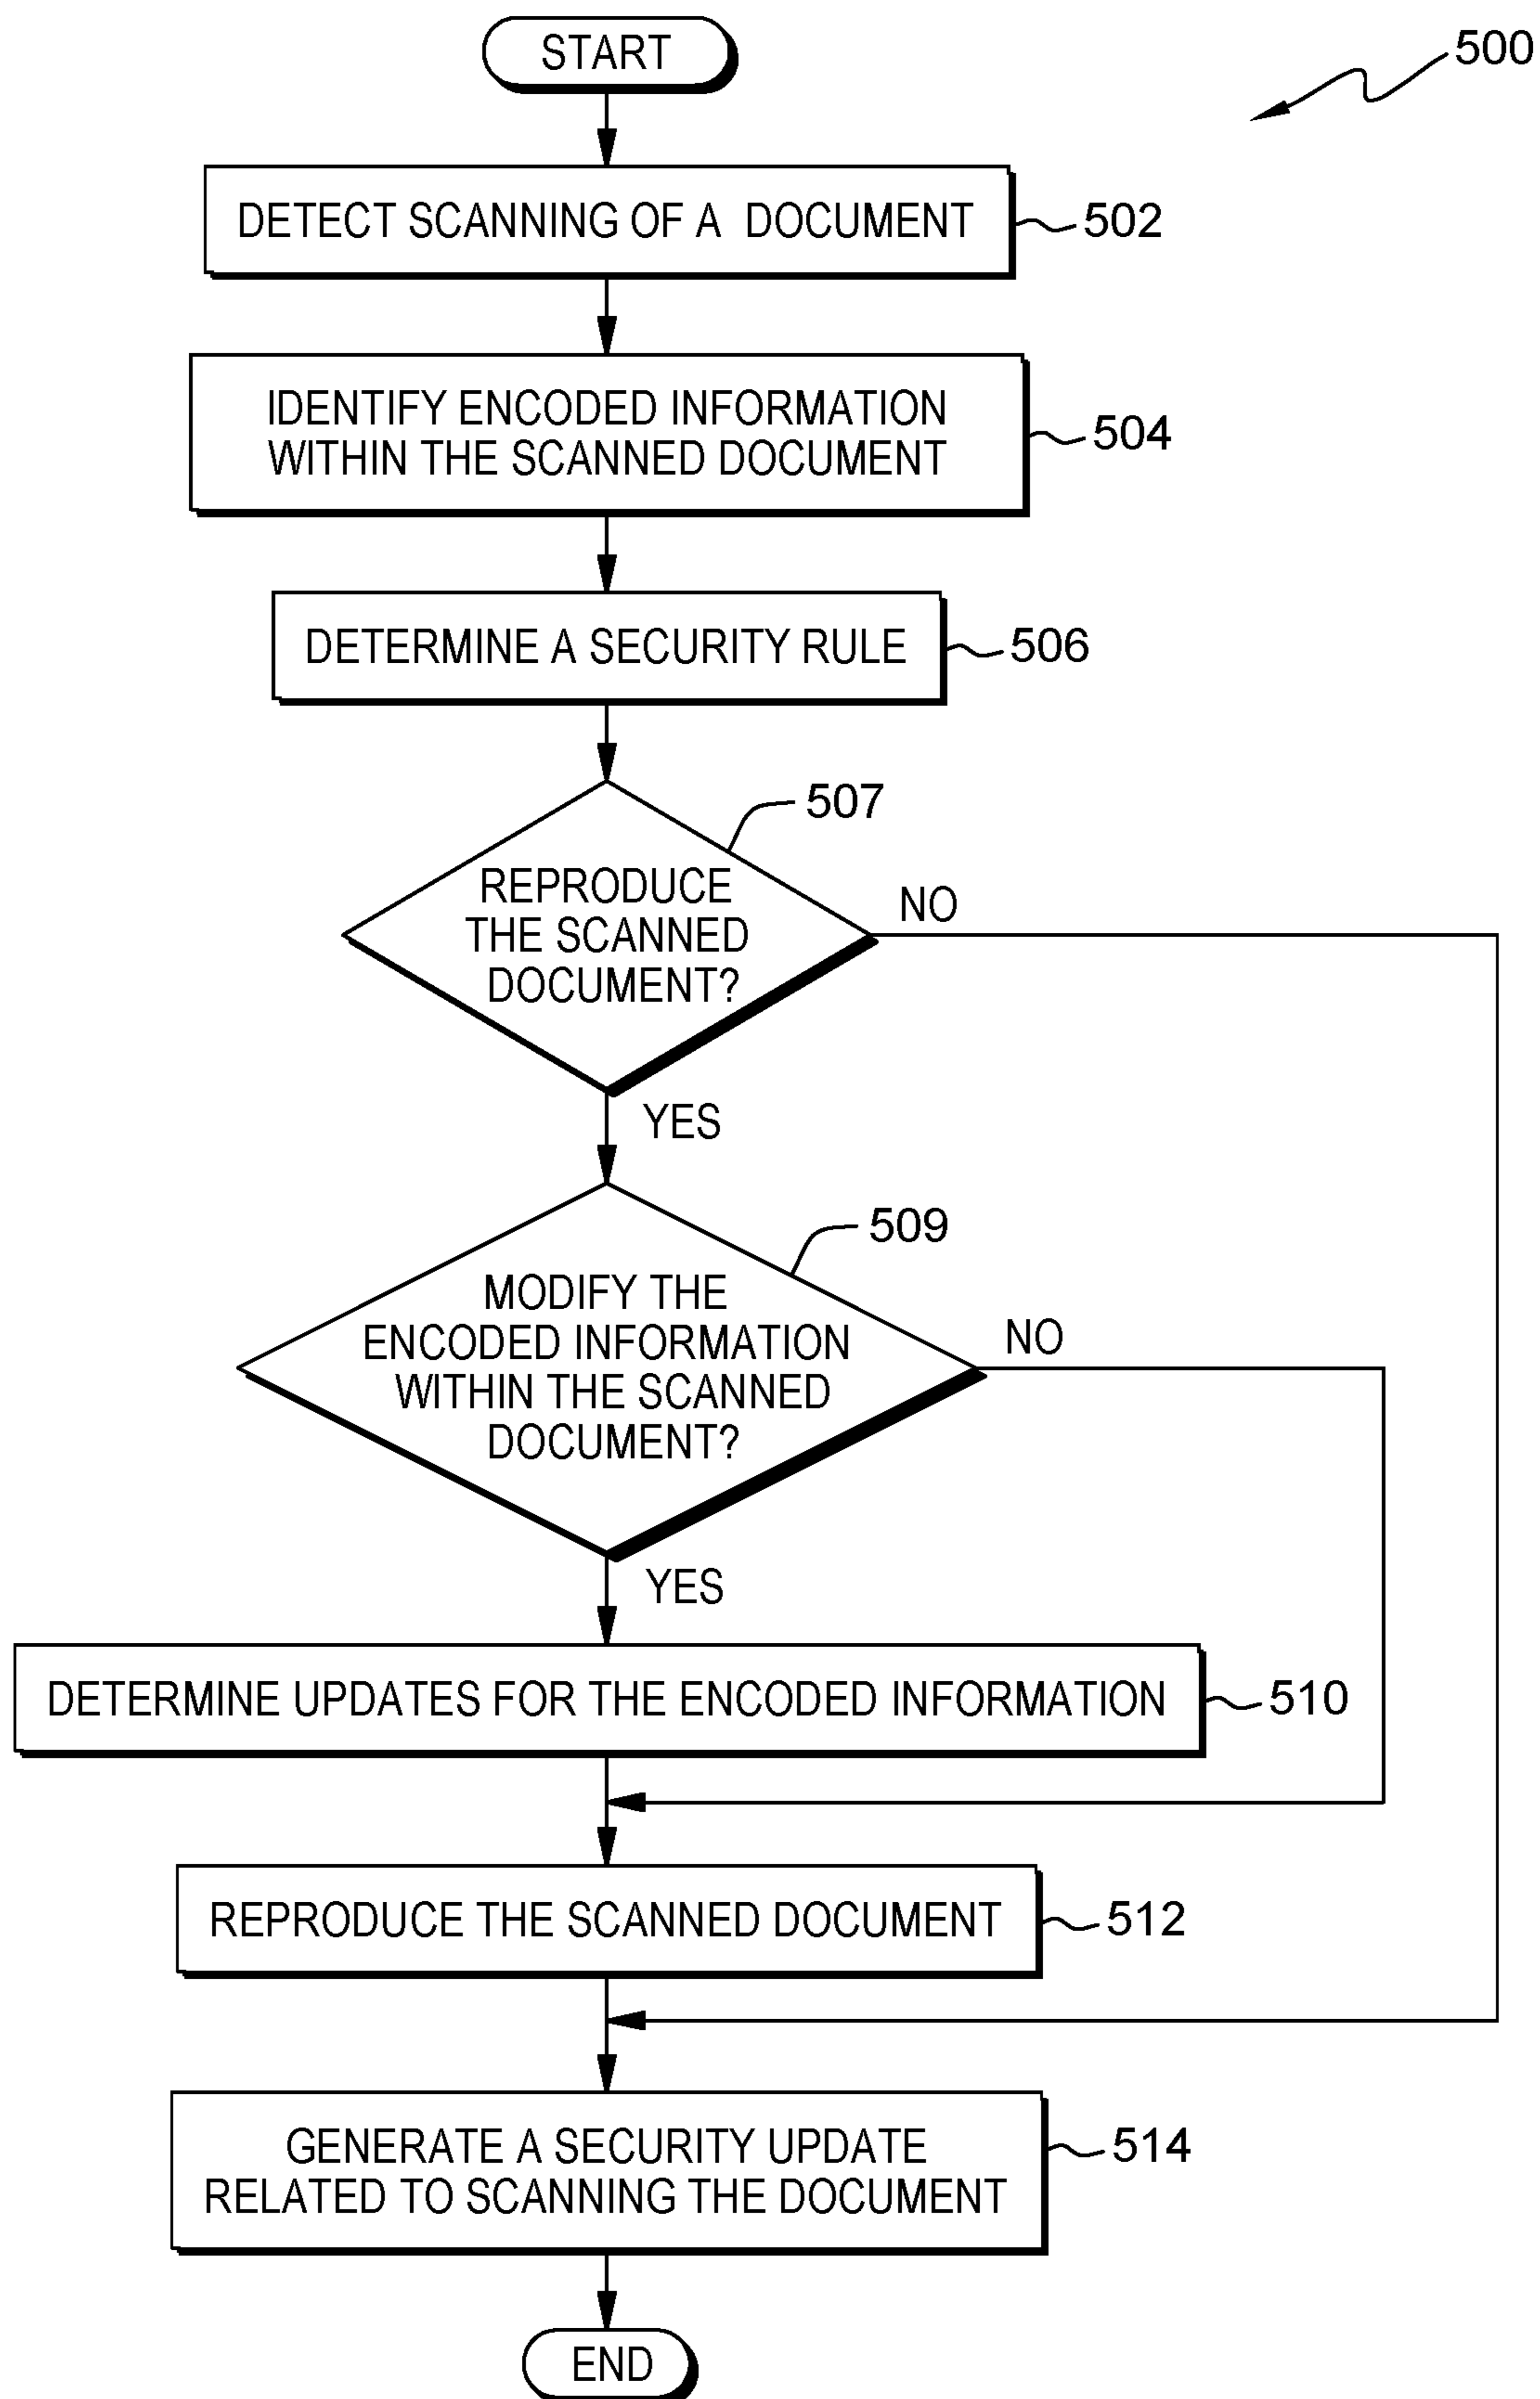 START
500
DETECT SCANNING OF A DOCUMENT
502
IDENTIFY ENCODED INFORMATION
WITHIN THE SCANNED DOCUMENT
504
DETERMINE A SECURITY RULE
506
507
REPRODUCE
THE SCANNED
DOCUMENT?
NO
YES
509
MODIFY THE
ENCODED INFORMATION
WITHIN THE SCANNED
DOCUMENT?
NO
YES
DETERMINE UPDATES FOR THE ENCODED INFORMATION
510
REPRODUCE THE SCANNED DOCUMENT
512
GENERATE A SECURITY UPDATE
RELATED TO SCANNING THE DOCUMENT
514
END